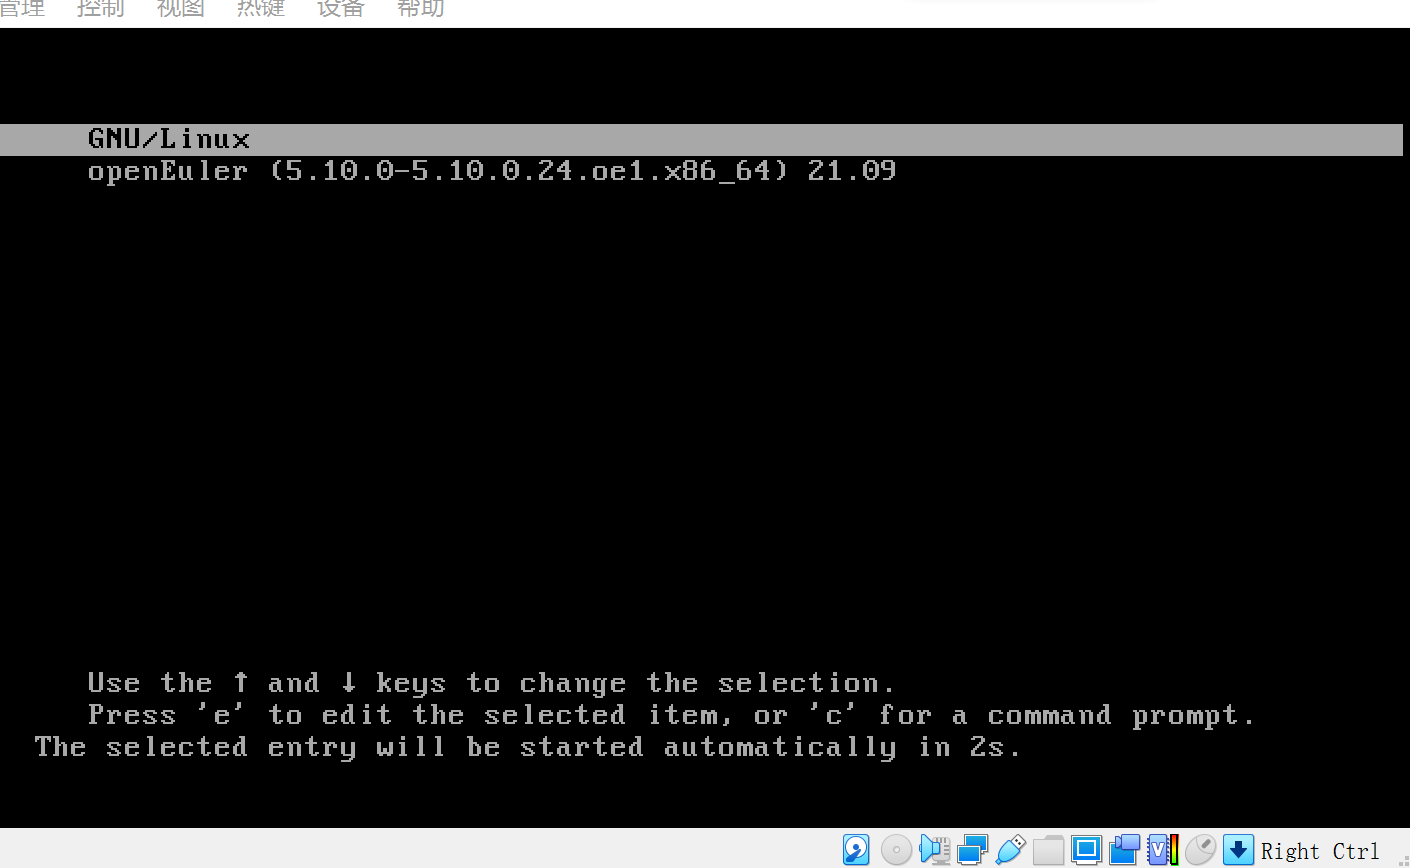 管理 控制 视图 热键 设备 帮助
GNU/Linux
openEuler (5.10.0-5.10.0.24.oe1.x86_64) 21.09
Use the ↑ and ↓ keys to change the selection.
Press 'e' to edit the selected item, or 'c' for a command prompt.
The selected entry will be started automatically in 2s.
Right Ctrl